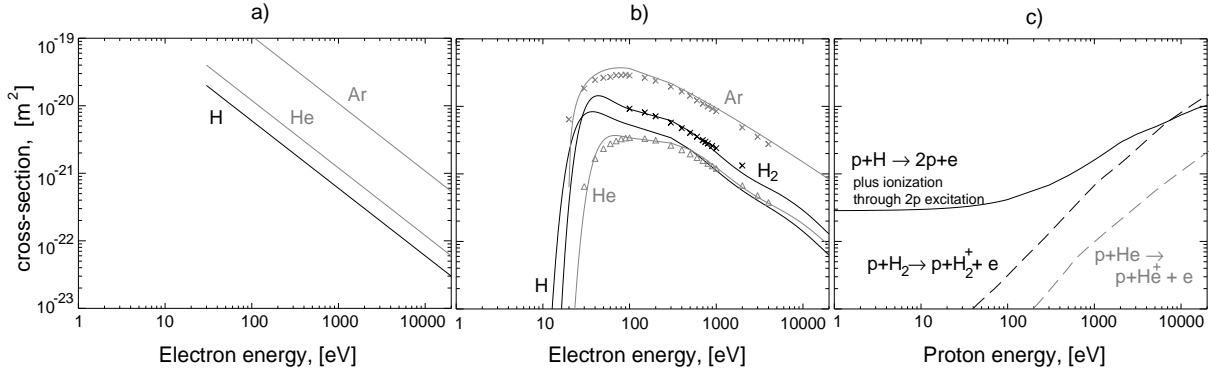 a)
b)
c)
cross-section, [m²]
10⁻¹⁹
10⁻²⁰
10⁻²¹
10⁻²²
10⁻²³
H
He
Ar
1
10
100
1000
10000
Electron energy, [eV]
Ar
H₂
He
H
1
10
100
1000
10000
Electron energy, [eV]
p+H → 2p+e
plus ionization
through 2p excitation
p+H₂→ p+H₂⁺+ e
p+He →
p+He⁺ + e
1
10
100
1000
10000
Proton energy, [eV]